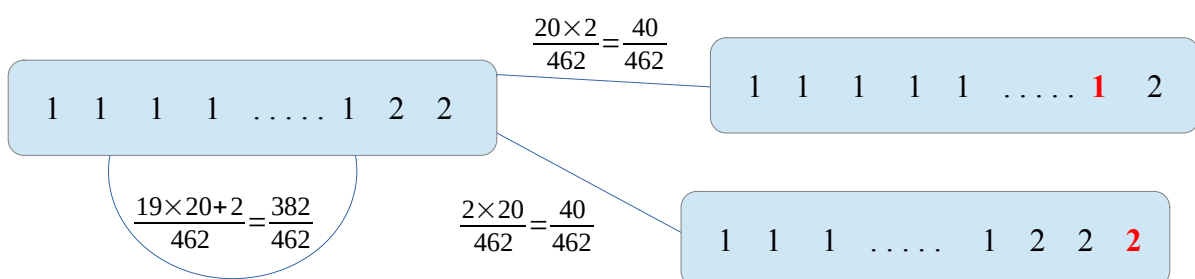 20×2/462=40/462
1 1 1 1 1 ..... 1 2
1 1 1 1 ..... 1 2 2
19×20+2/462=382/462
2×20/462=40/462
1 1 1 ..... 1 2 2 2